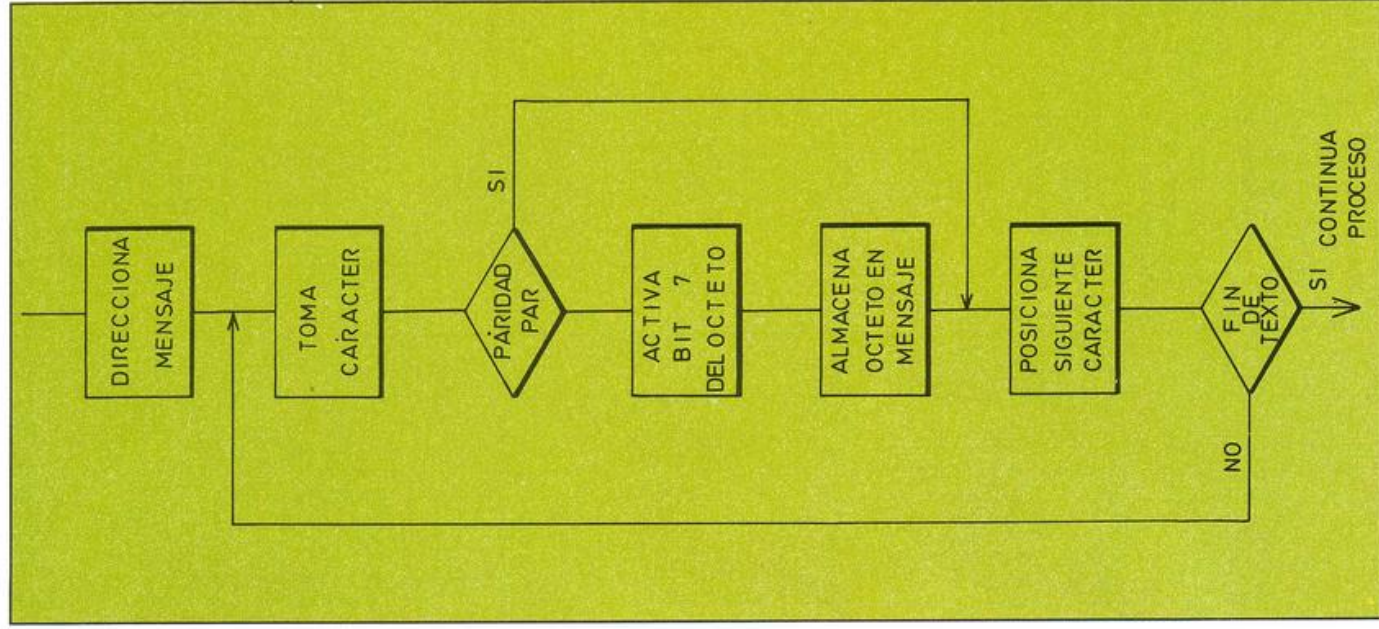 DIRECCIONA
MENSAJE
TOMA
CARACTER
PARIDAD
PAR
SI
ACTIVA
BIT 7
DEL OCTETO
ALMACENA
OCTETO EN
MENSAJE
POSICIONA
SIGUIENTE
CARACTER
FIN
DE
TEXTO
NO
SI
CONTINUA
PROCESO